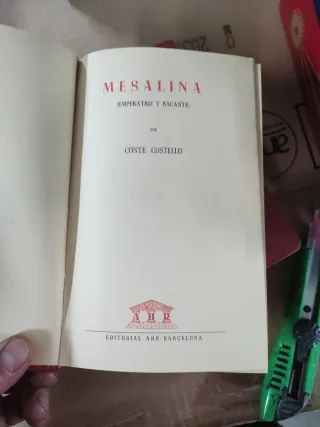 MESALINA
(EMPERATRIZ Y BACANTE)
POR
CONTE COSTELLO
AHR
EDITORIAL AHR BARCELONA